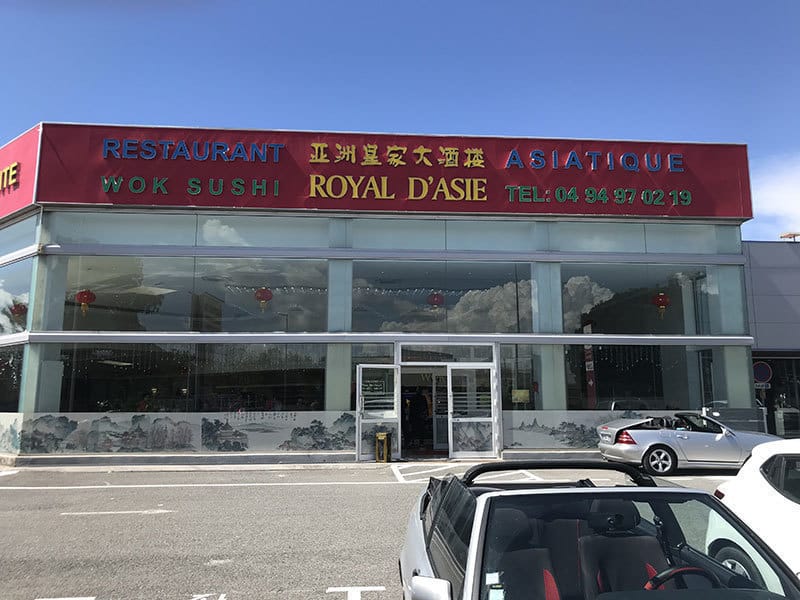 RESTAURANT 亚洲皇家大酒楼 ASIATIQUE
WOK SUSHI ROYAL D'ASIE TEL: 04 94 97 02 19